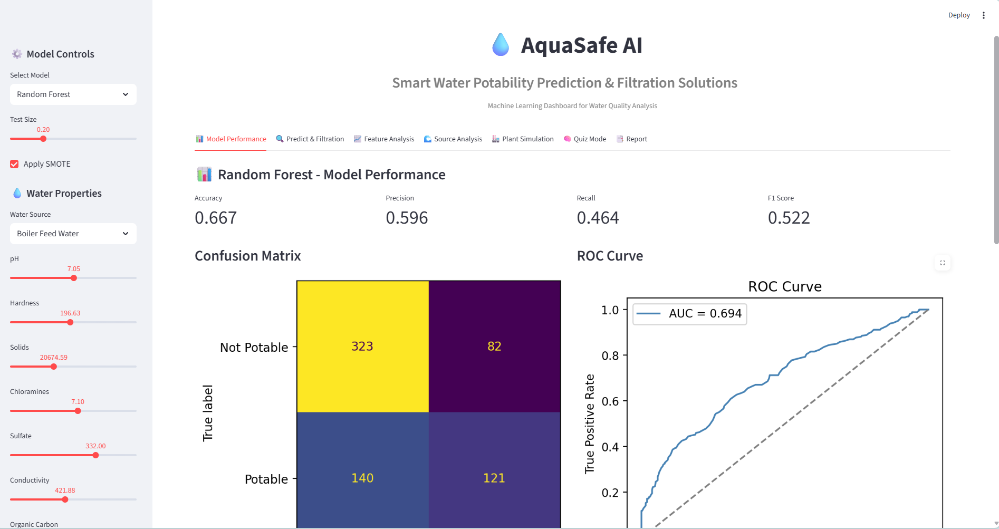 Deploy
Model Controls
Select Model
Random Forest
Test Size
0.20
Apply SMOTE
Water Properties
Water Source
Boiler Feed Water
pH
7.05
Hardness
196.63
Solids
20674.59
Chloramines
7.10
Sulfate
332.00
Conductivity
421.88
Organic Carbon
AquaSafe AI
Smart Water Potability Prediction & Filtration Solutions
Machine Learning Dashboard for Water Quality Analysis
Model Performance Predict & Filtration Feature Analysis Source Analysis Plant Simulation Quiz Mode Report
Random Forest - Model Performance
Accuracy Precision Recall F1 Score
0.667 0.596 0.464 0.522
Confusion Matrix
Not Potable
323 82
True label
Potable
140 121
ROC Curve
ROC Curve
AUC = 0.694
1.0
0.8
0.6
0.4
0.2
True Positive Rate